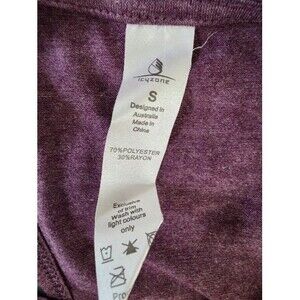 icyzone
S
Designed in
Australia
Made in
China
70%POLYESTER
30%RAYON
Exclusive
of trim
Wash with
light colours
only